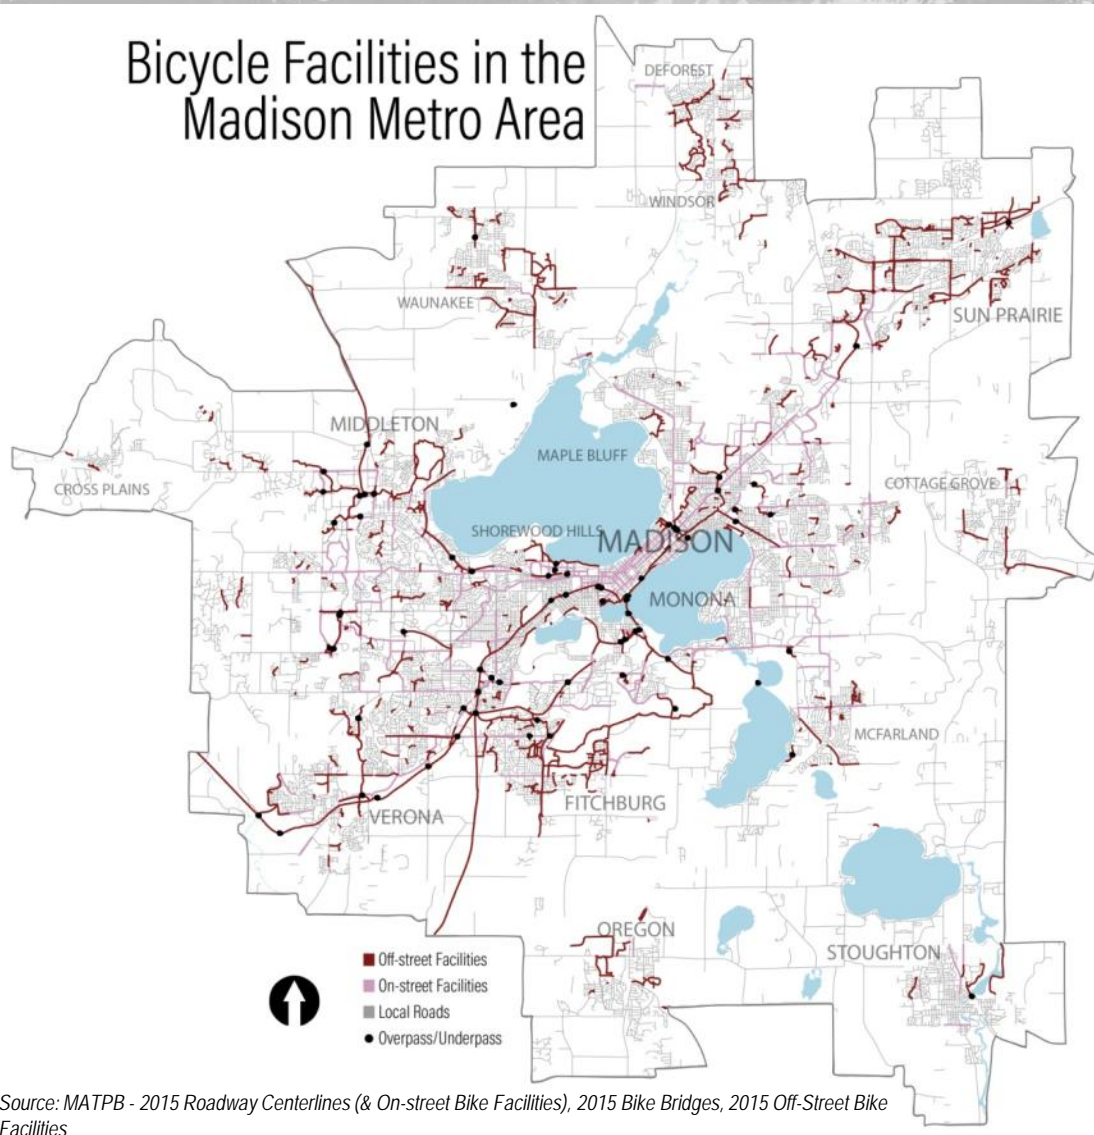 Bicycle Facilities in the
Madison Metro Area
DEFOREST
WINDSOR
WAUNAKEE
SUN PRAIRIE
MIDDLETON
MAPLE BLUFF
CROSS PLAINS
COTTAGE GROVE
SHOREWOOD HILLS
MADISON
MONONA
MCFARLAND
FITCHBURG
VERONA
OREGON
STOUGHTON
Off-street Facilities
On-street Facilities
Local Roads
Overpass/Underpass
Source: MATPB - 2015 Roadway Centerlines (& On-street Bike Facilities), 2015 Bike Bridges, 2015 Off-Street Bike
Facilities